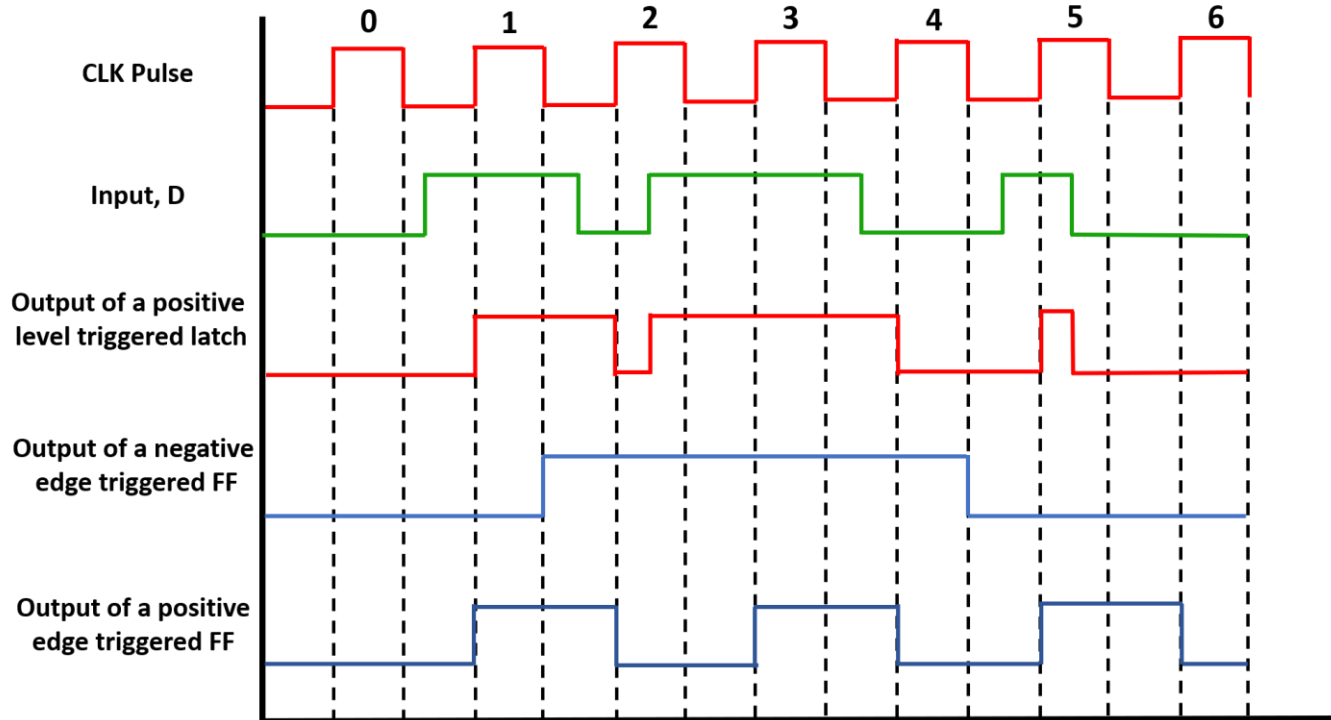 0 1 2 3 4 5 6
CLK Pulse
Input, D
Output of a positive
level triggered latch
Output of a negative
edge triggered FF
Output of a positive
edge triggered FF